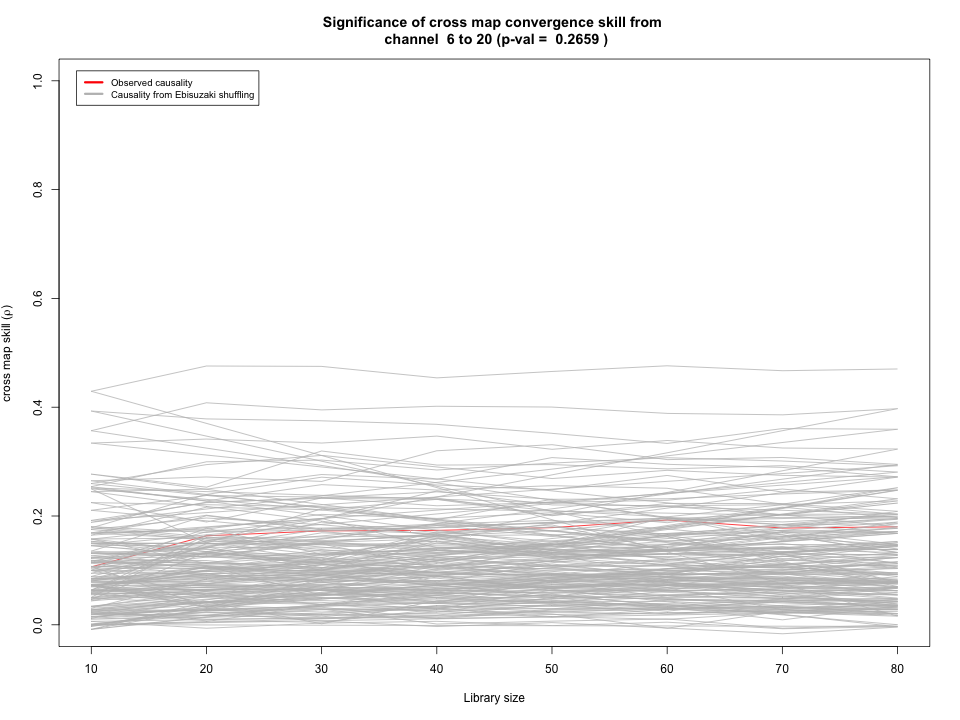 Significance of cross map convergence skill from
channel  6 to 20 (p-val =  0.2659 )
Observed causality
Causality from Ebisuzaki shuffling
cross map skill (ρ)
1.0
0.8
0.6
0.4
0.2
0.0
10 20 30 40 50 60 70 80
Library size